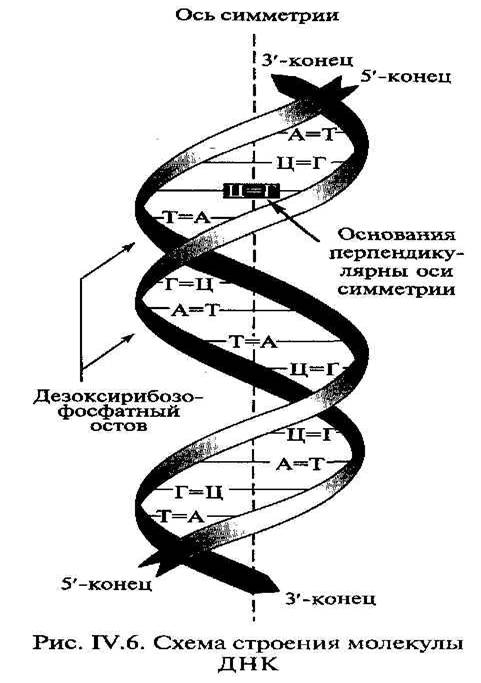 Ось симметрии
3′-конец
5′-конец
А=Т
Ц=Г
Ц=Г
Т=А
Основания
перпендику-
лярны оси
симметрии
Г=Ц
А=Т
Т=А
Ц=Г
Дезоксирибозо-
фосфатный
остов
Ц=Г
А=Т
Г=Ц
Т=А
5′-конец
3′-конец
Рис. IV.6. Схема строения молекулы
ДНК